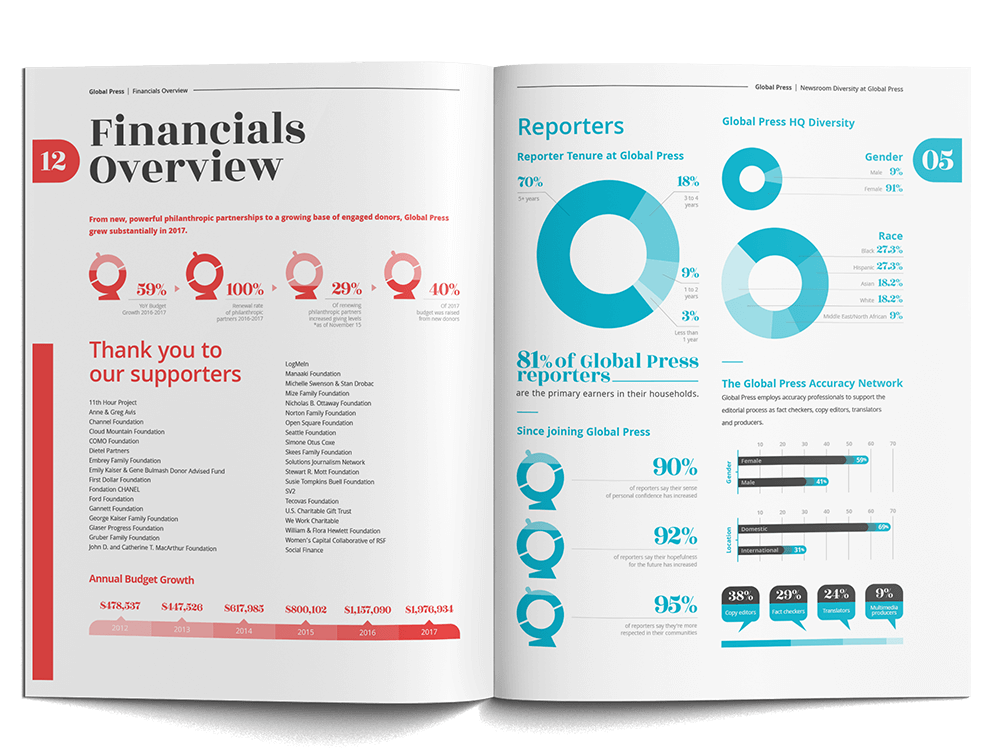 Global Press | Financials Overview
12
Financials
Overview
From new, powerful philanthropic partnerships to a growing base of engaged donors, Global Press
grew substantially in 2017.
59%
YoY Budget
Growth 2016-2017
100%
Renewal rate
of philanthropic
partners 2016-2017
29%
Of renewing
philanthropic partners
increased giving levels
*as of November 15
40%
Of 2017
budget was raised
from new donors
Thank you to
our supporters
11th Hour Project
Anne & Greg Avis
Channel Foundation
Cloud Mountain Foundation
COMO Foundation
Dietel Partners
Embrey Family Foundation
Emily Kaiser & Gene Bulmash Donor Advised Fund
First Dollar Foundation
Fondation CHANEL
Ford Foundation
Gannett Foundation
George Kaiser Family Foundation
Glaser Progress Foundation
Gruber Family Foundation
John D. and Catherine T. MacArthur Foundation
LogMeIn
Manaaki Foundation
Michelle Swenson & Stan Drobac
Mize Family Foundation
Nicholas B. Ottaway Foundation
Norton Family Foundation
Open Square Foundation
Seattle Foundation
Simone Otus Coxe
Skees Family Foundation
Solutions Journalism Network
Stewart R. Mott Foundation
Susie Tompkins Buell Foundation
SV2
Tecovas Foundation
U.S. Charitable Gift Trust
We Work Charitable
William & Flora Hewlett Foundation
Women's Capital Collaborative of RSF
Social Finance
Annual Budget Growth
$478,537 $447,526 $617,985 $800,102 $1,157,090 $1,976,934
2012 2013 2014 2015 2016 2017
Global Press | Newsroom Diversity at Global Press
05
Reporters
Reporter Tenure at Global Press
70%
5+ years
18%
3 to 4
years
9%
1 to 2
years
3%
Less than
1 year
81% of Global Press
reporters
are the primary earners in their households.
Since joining Global Press
90%
of reporters say their sense
of personal confidence has increased
92%
of reporters say their hopefulness
for the future has increased
95%
of reporters say they're more
respected in their communities
Global Press HQ Diversity
Gender
Male 9%
Female 91%
Race
Black 27.3%
Hispanic 27.3%
Asian 18.2%
White 18.2%
Middle East/North African 9%
The Global Press Accuracy Network
Global Press employs accuracy professionals to support the
editorial process as fact checkers, copy editors, translators
and producers.
10 20 30 40 50 60 70
Gender
Female 59%
Male 41%
10 20 30 40 50 60 70
Location
Domestic 69%
International 31%
38%
Copy editors
29%
Fact checkers
24%
Translators
9%
Multimedia
producers